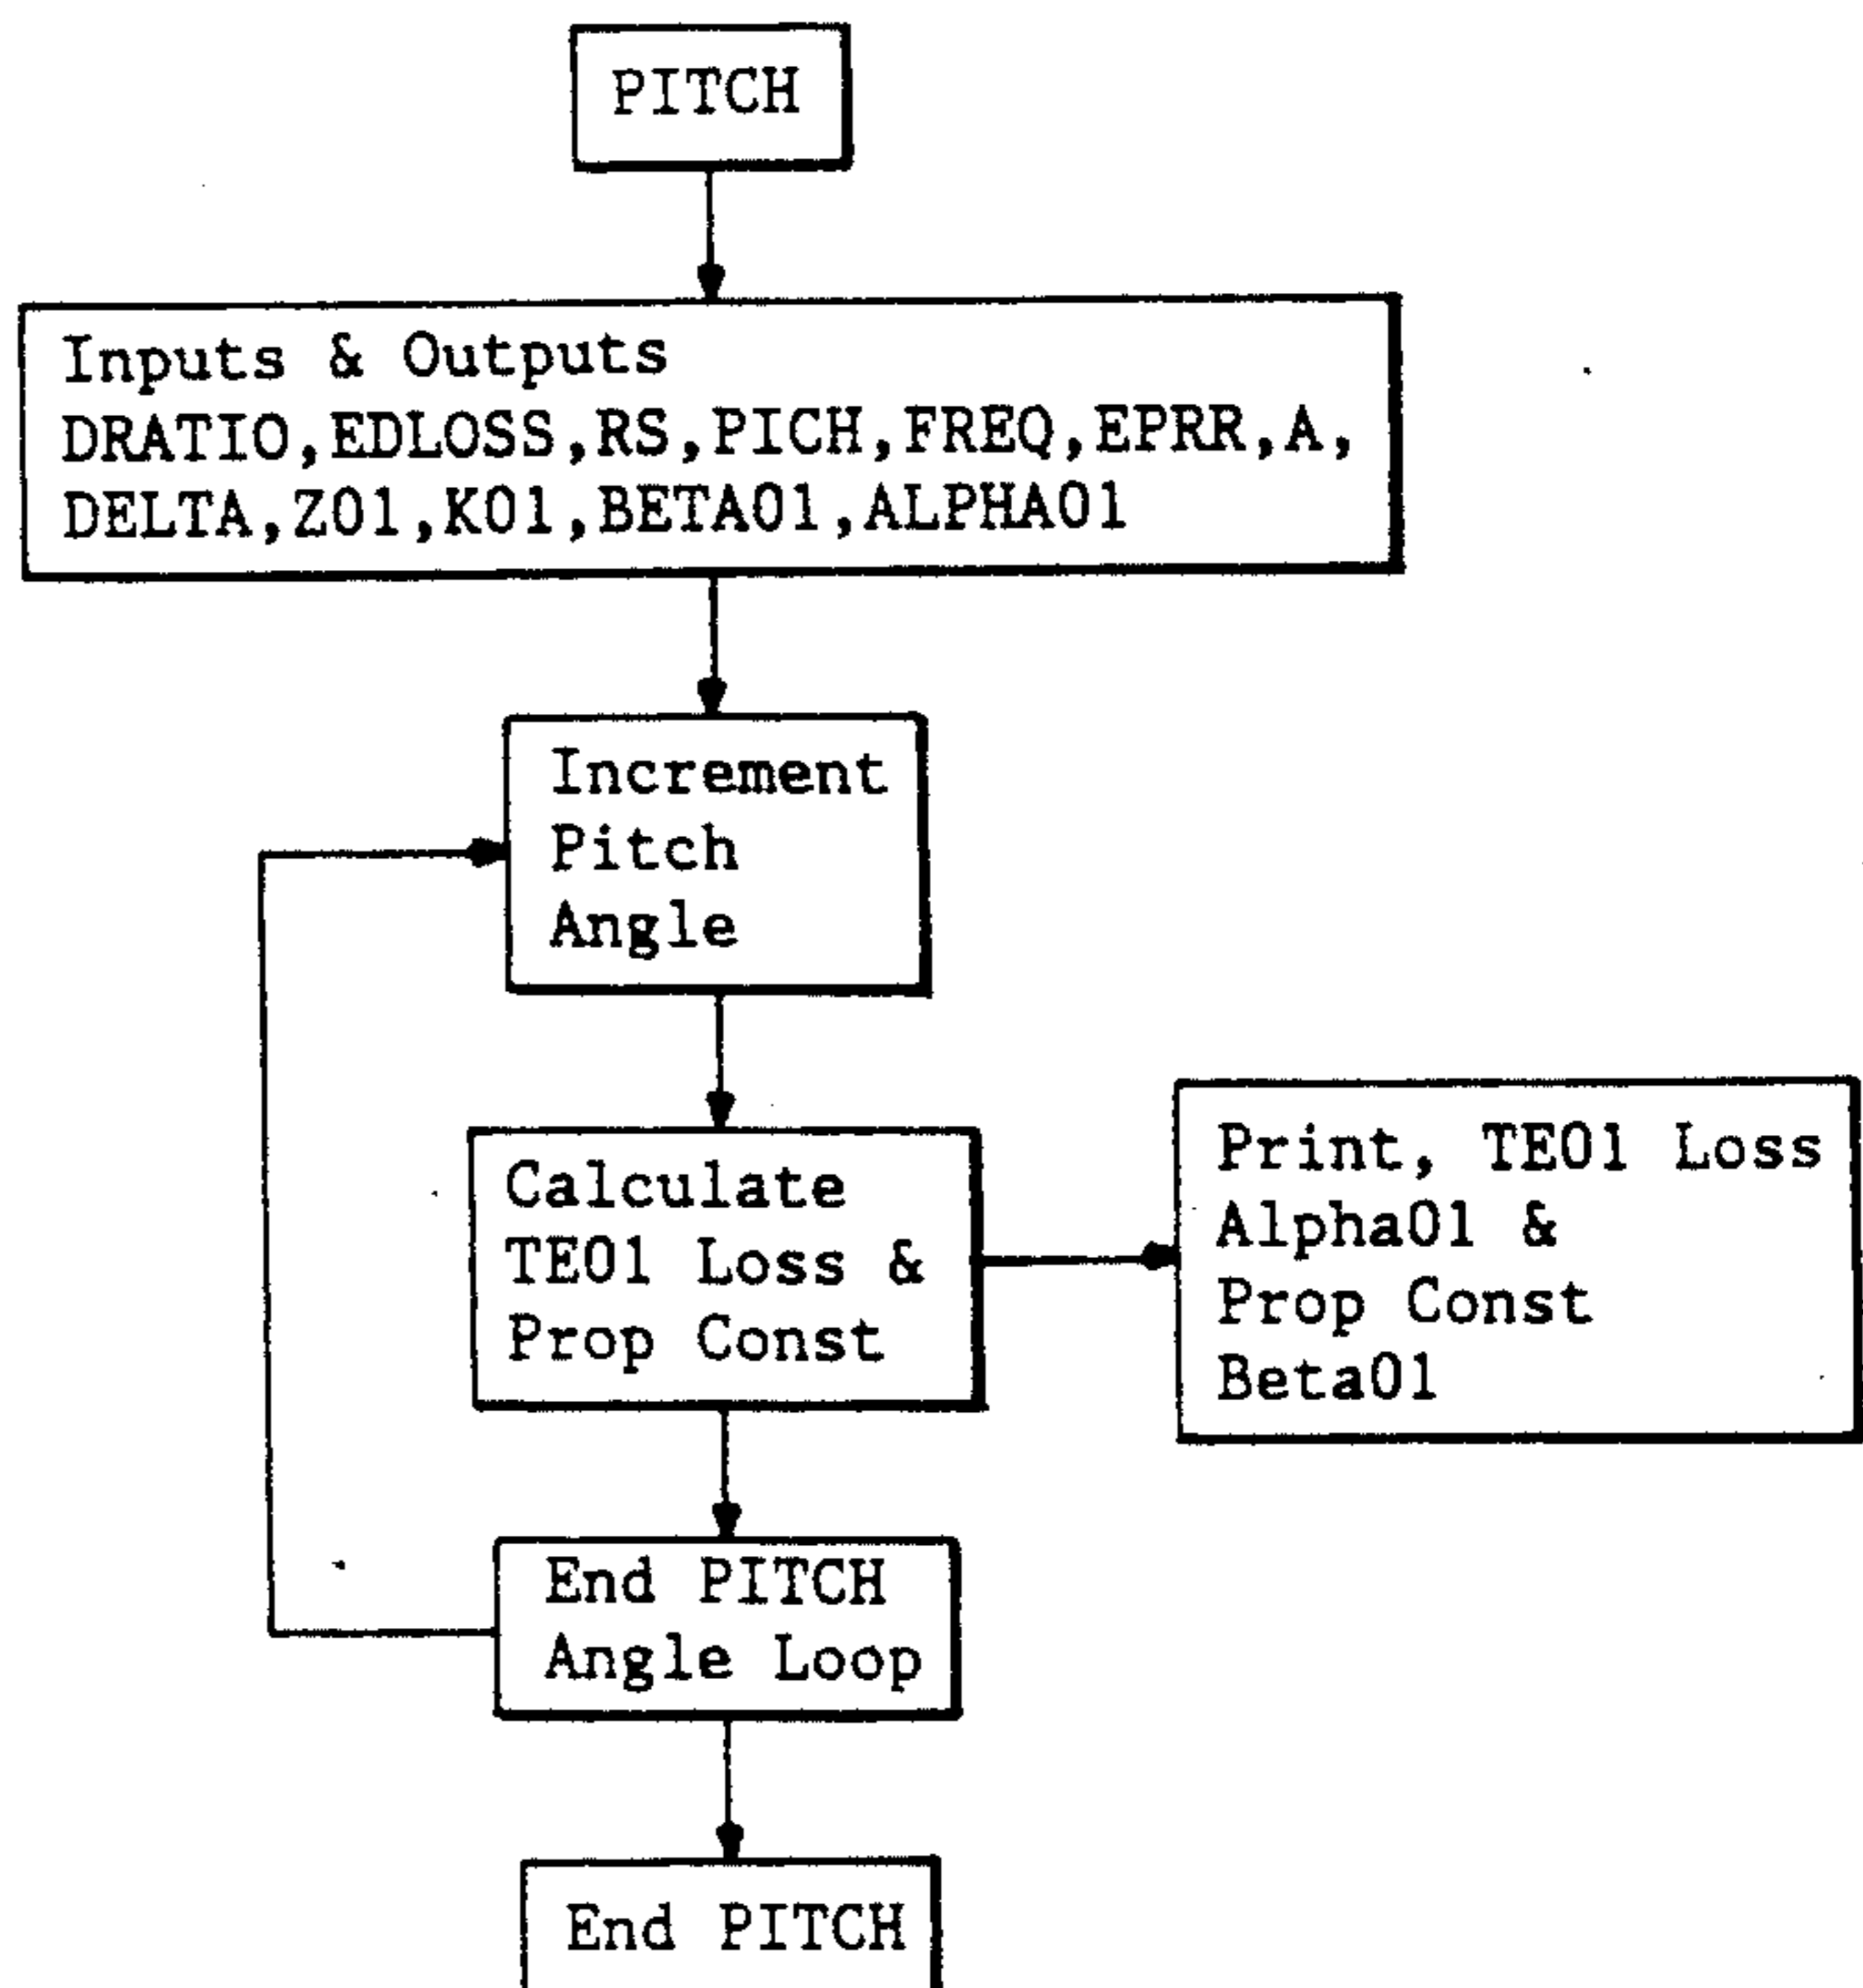 PITCH
Inputs & Outputs
DRATIO,EDLOSS,RS,PICH,FREQ,EPRR,A,
DELTA,Z01,K01,BETA01,ALPHA01
Increment
Pitch
Angle
Calculate
TE01 Loss &
Prop Const
Print, TE01 Loss
Alpha01 &
Prop Const
Beta01
End PITCH
Angle Loop
End PITCH